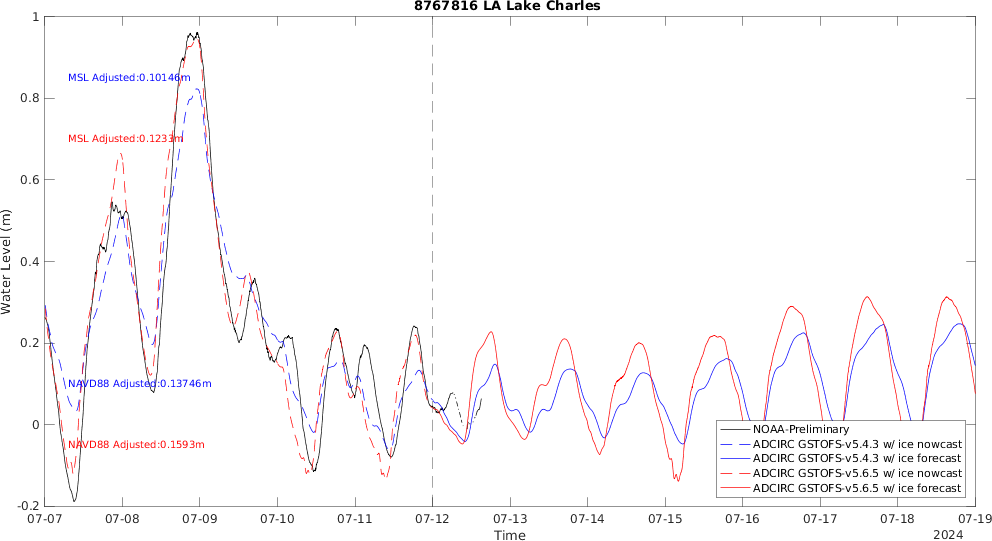 8767816 LA Lake Charles
1
0.8
0.6
0.4
0.2
0
-0.2
Water Level (m)
MSL Adjusted:0.10146m
MSL Adjusted:0.1233m
NAVD88 Adjusted:0.13746m
NAVD88 Adjusted:0.1593m
NOAA-Preliminary
ADCIRC GSTOFS-v5.4.3 w/ ice nowcast
ADCIRC GSTOFS-v5.4.3 w/ ice forecast
ADCIRC GSTOFS-v5.6.5 w/ ice nowcast
ADCIRC GSTOFS-v5.6.5 w/ ice forecast
07-07 07-08 07-09 07-10 07-11 07-12 07-13 07-14 07-15 07-16 07-17 07-18 07-19
Time
2024